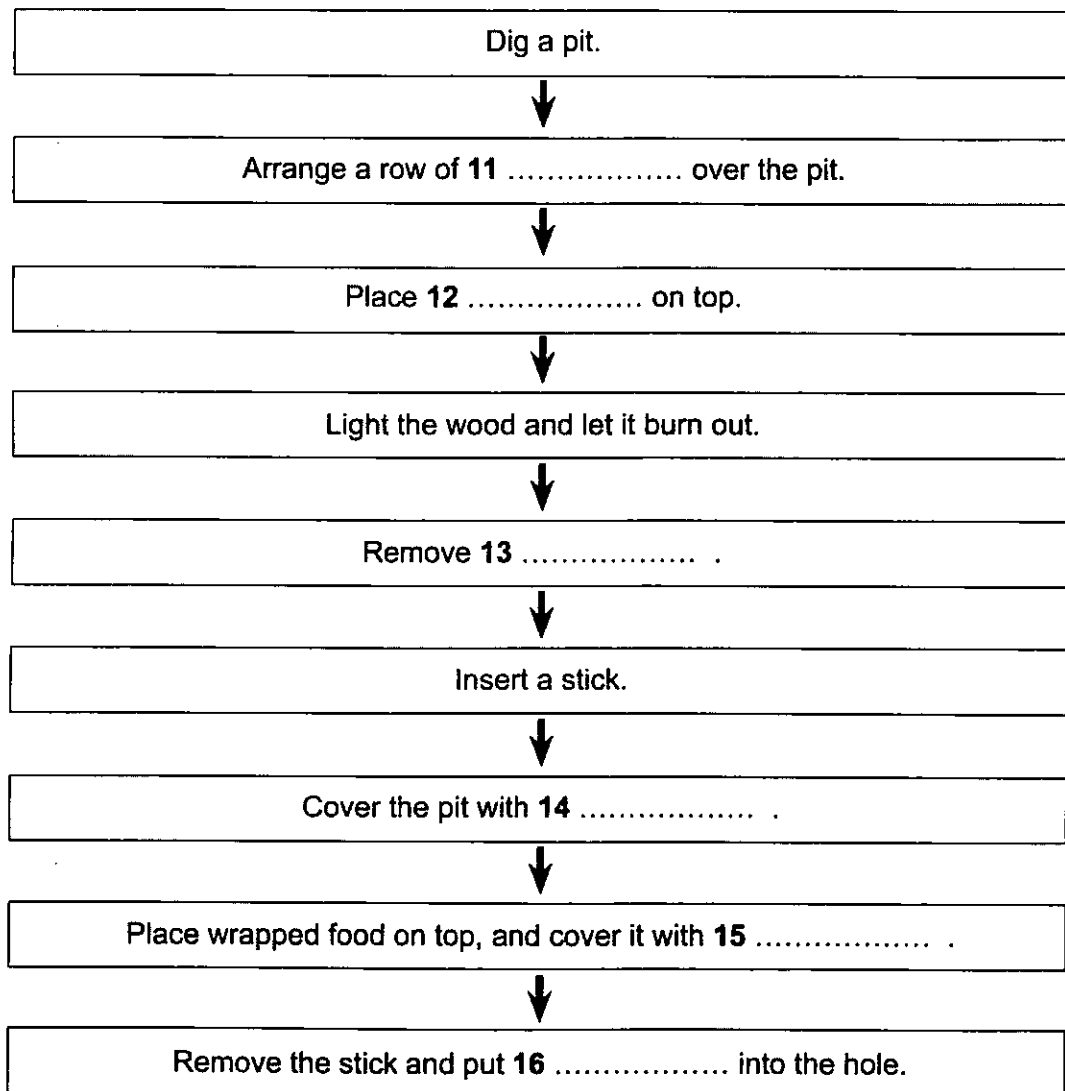 Dig a pit.
Arrange a row of 11 .................. over the pit.
Place 12 .................. on top.
Light the wood and let it burn out.
Remove 13 .................. .
Insert a stick.
Cover the pit with 14 .................. .
Place wrapped food on top, and cover it with 15 .................. .
Remove the stick and put 16 .................. into the hole.